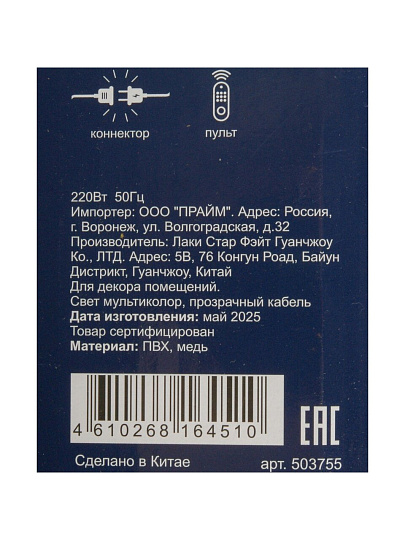 коннектор пульт
220Вт 50Гц
Импортер: ООО "ПРАЙМ". Адрес: Россия,
г. Воронеж, ул. Волгоградская, д.32
Производитель: Лаки Стар Фэйт Гуанчжоу
Ко., ЛТД. Адрес: 5В, 76 Конгун Роад, Байун
Дистрикт, Гуанчжоу, Китай
Для декора помещений.
Свет мультиколор, прозрачный кабель
Дата изготовления: май 2025
Товар сертифицирован
Материал: ПВХ, медь
4 610268 164510
EAC
Сделано в Китае арт. 503755